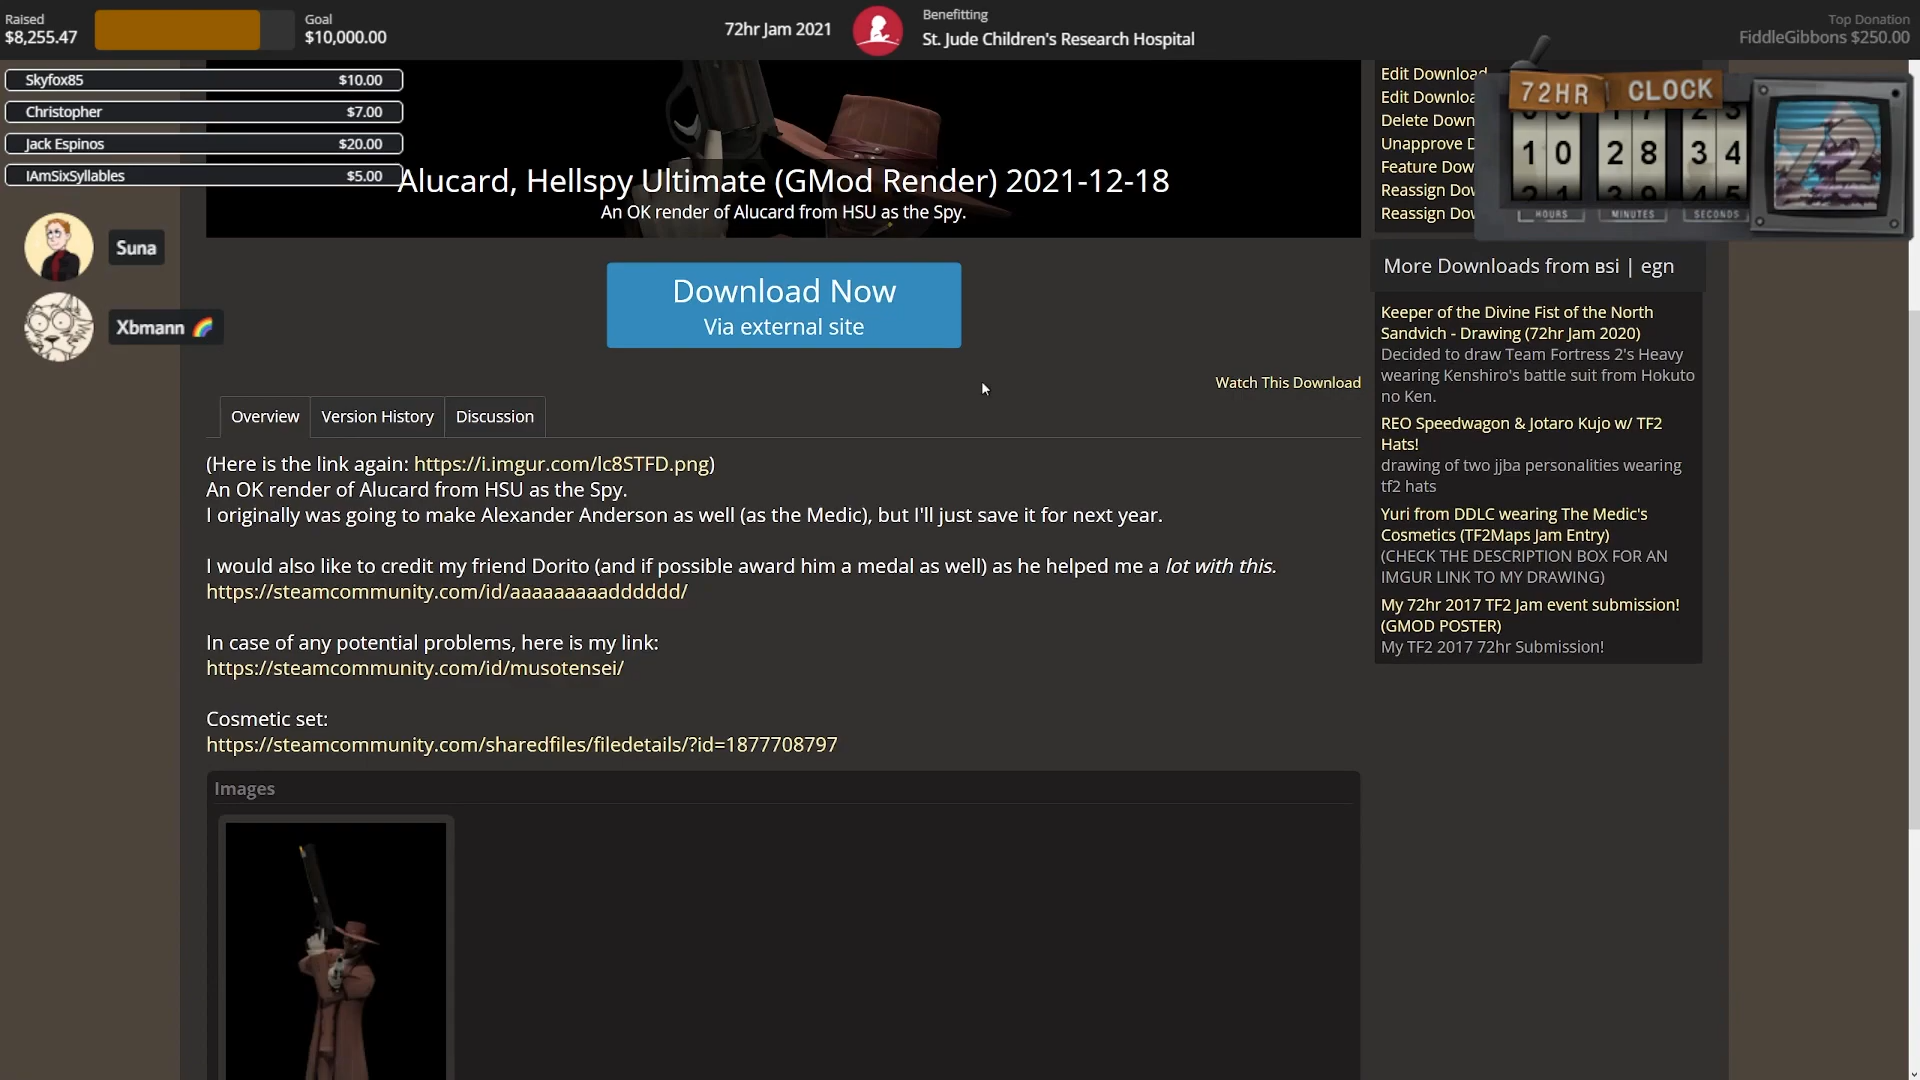 Raised
$8,255.47
Goal
$10,000.00
72hr Jam 2021
Benefitting
St. Jude Children's Research Hospital
Top Donation
FiddleGibbons $250.00
Skyfox85 $10.00
Christopher $7.00
Jack Espinos $20.00
IAmSixSyllables $5.00
Suna
Xbmann 🌈
Alucard, Hellspy Ultimate (GMod Render) 2021-12-18
An OK render of Alucard from HSU as the Spy.
Download Now
Via external site
Watch This Download
Overview
Version History
Discussion
(Here is the link again: https://i.imgur.com/lc8STFD.png)
An OK render of Alucard from HSU as the Spy.
I originally was going to make Alexander Anderson as well (as the Medic), but I'll just save it for next year.
I would also like to credit my friend Dorito (and if possible award him a medal as well) as he helped me a lot with this.
https://steamcommunity.com/id/aaaaaaaaadddddd/
In case of any potential problems, here is my link:
https://steamcommunity.com/id/musotensei/
Cosmetic set:
https://steamcommunity.com/sharedfiles/filedetails/?id=1877708797
Images
Edit Download
Edit Downloa
Delete Down
Unapprove D
Feature Dow
Reassign Dov
Reassign Dov
72HR CLOCK
10 28 34
HOURS MINUTES SECONDS
72
More Downloads from вsi | egn
Keeper of the Divine Fist of the North
Sandvich - Drawing (72hr Jam 2020)
Decided to draw Team Fortress 2's Heavy
wearing Kenshiro's battle suit from Hokuto
no Ken.
REO Speedwagon & Jotaro Kujo w/ TF2
Hats!
drawing of two jjba personalities wearing
tf2 hats
Yuri from DDLC wearing The Medic's
Cosmetics (TF2Maps Jam Entry)
(CHECK THE DESCRIPTION BOX FOR AN
IMGUR LINK TO MY DRAWING)
My 72hr 2017 TF2 Jam event submission!
(GMOD POSTER)
My TF2 2017 72hr Submission!